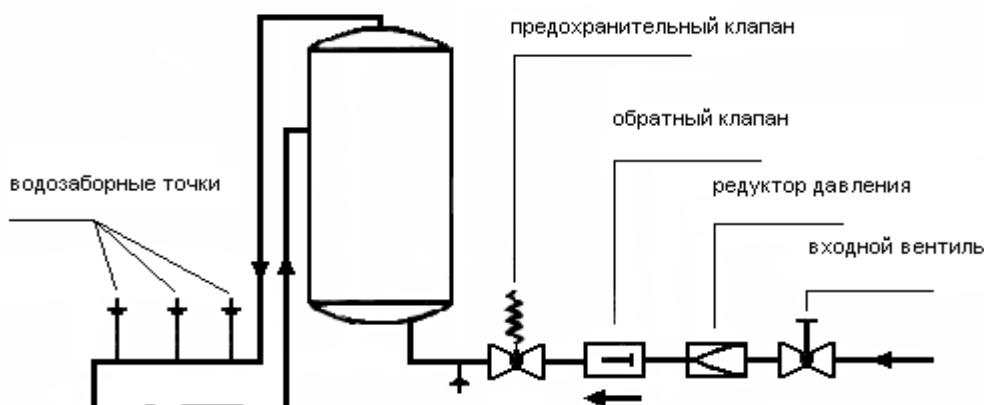 предохранительный клапан
обратный клапан
водозаборные точки
редуктор давления
входной вентиль